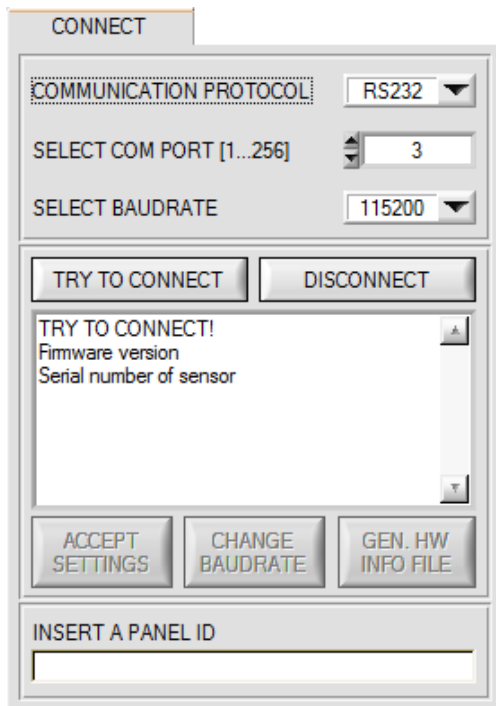 CONNECT
COMMUNICATION PROTOCOL RS232
SELECT COM PORT [1...256] 3
SELECT BAUDRATE 115200
TRY TO CONNECT DISCONNECT
TRY TO CONNECT!
Firmware version
Serial number of sensor
ACCEPT SETTINGS CHANGE BAUDRATE GEN. HW INFO FILE
INSERT A PANEL ID